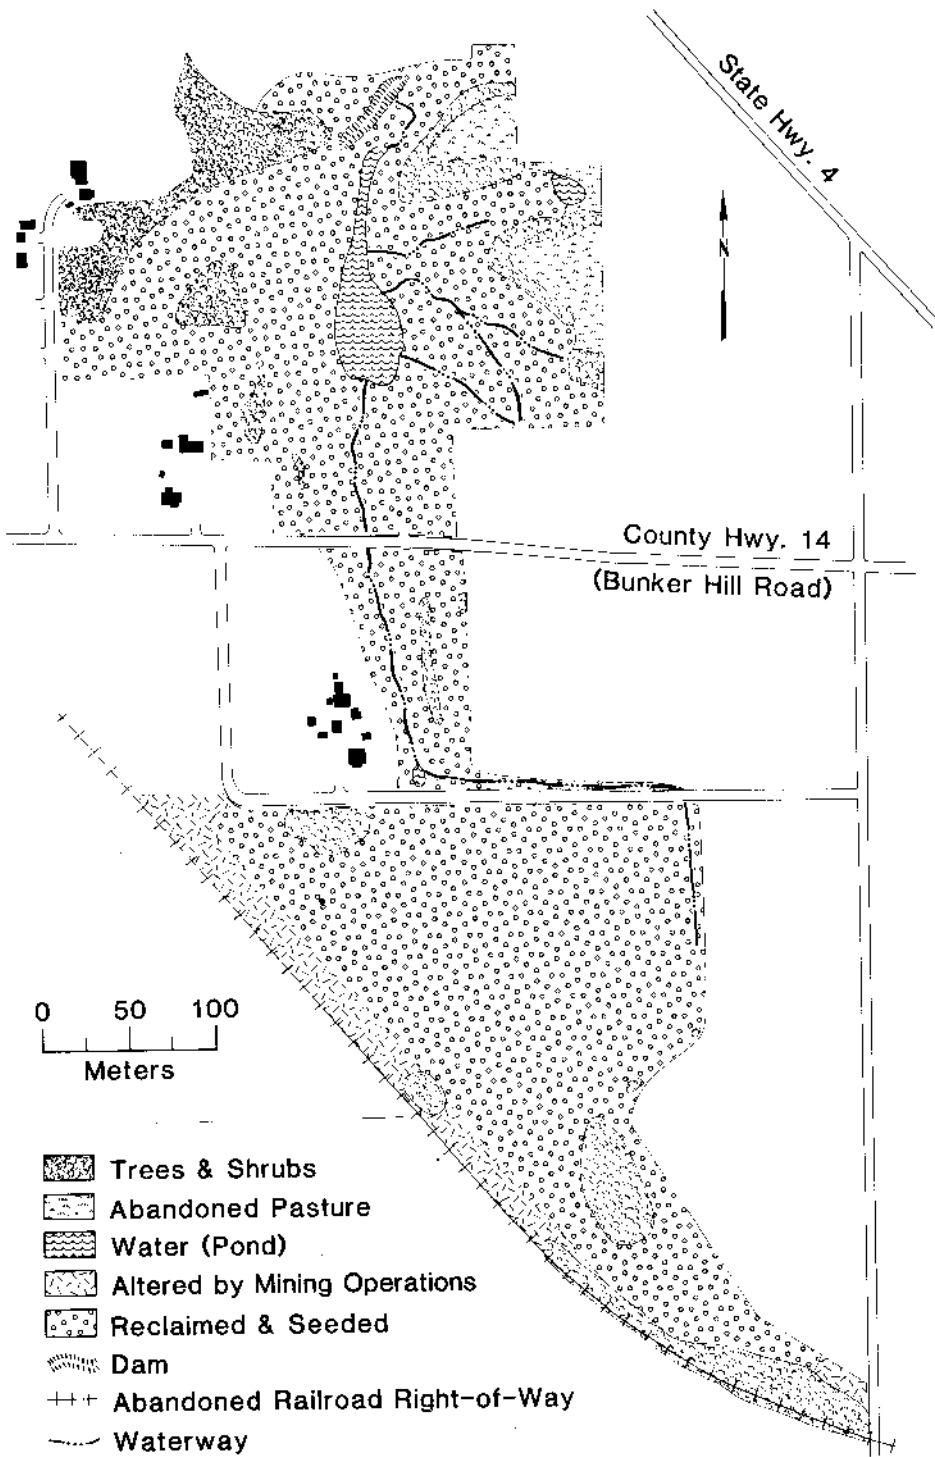 State Hwy. 4
N
County Hwy. 14
(Bunker Hill Road)
0 50 100
Meters
Trees & Shrubs
Abandoned Pasture
Water (Pond)
Altered by Mining Operations
Reclaimed & Seeded
Dam
Abandoned Railroad Right-of-Way
Waterway